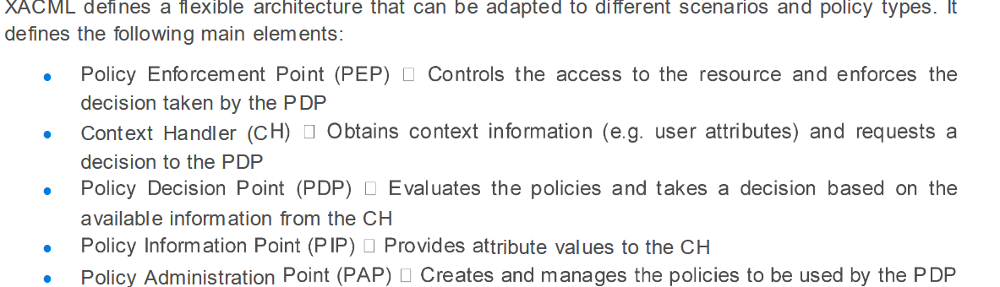 XACML defines a flexible architecture that can be adapted to different scenarios and policy types. It
defines the following main elements:
• Policy Enforcement Point (PEP) □ Controls the access to the resource and enforces the
decision taken by the PDP
• Context Handler (CH) □ Obtains context information (e.g. user attributes) and requests a
decision to the PDP
• Policy Decision Point (PDP) □ Evaluates the policies and takes a decision based on the
available information from the CH
• Policy Information Point (PIP) □ Provides attribute values to the CH
• Policy Administration Point (PAP) □ Creates and manages the policies to be used by the PDP